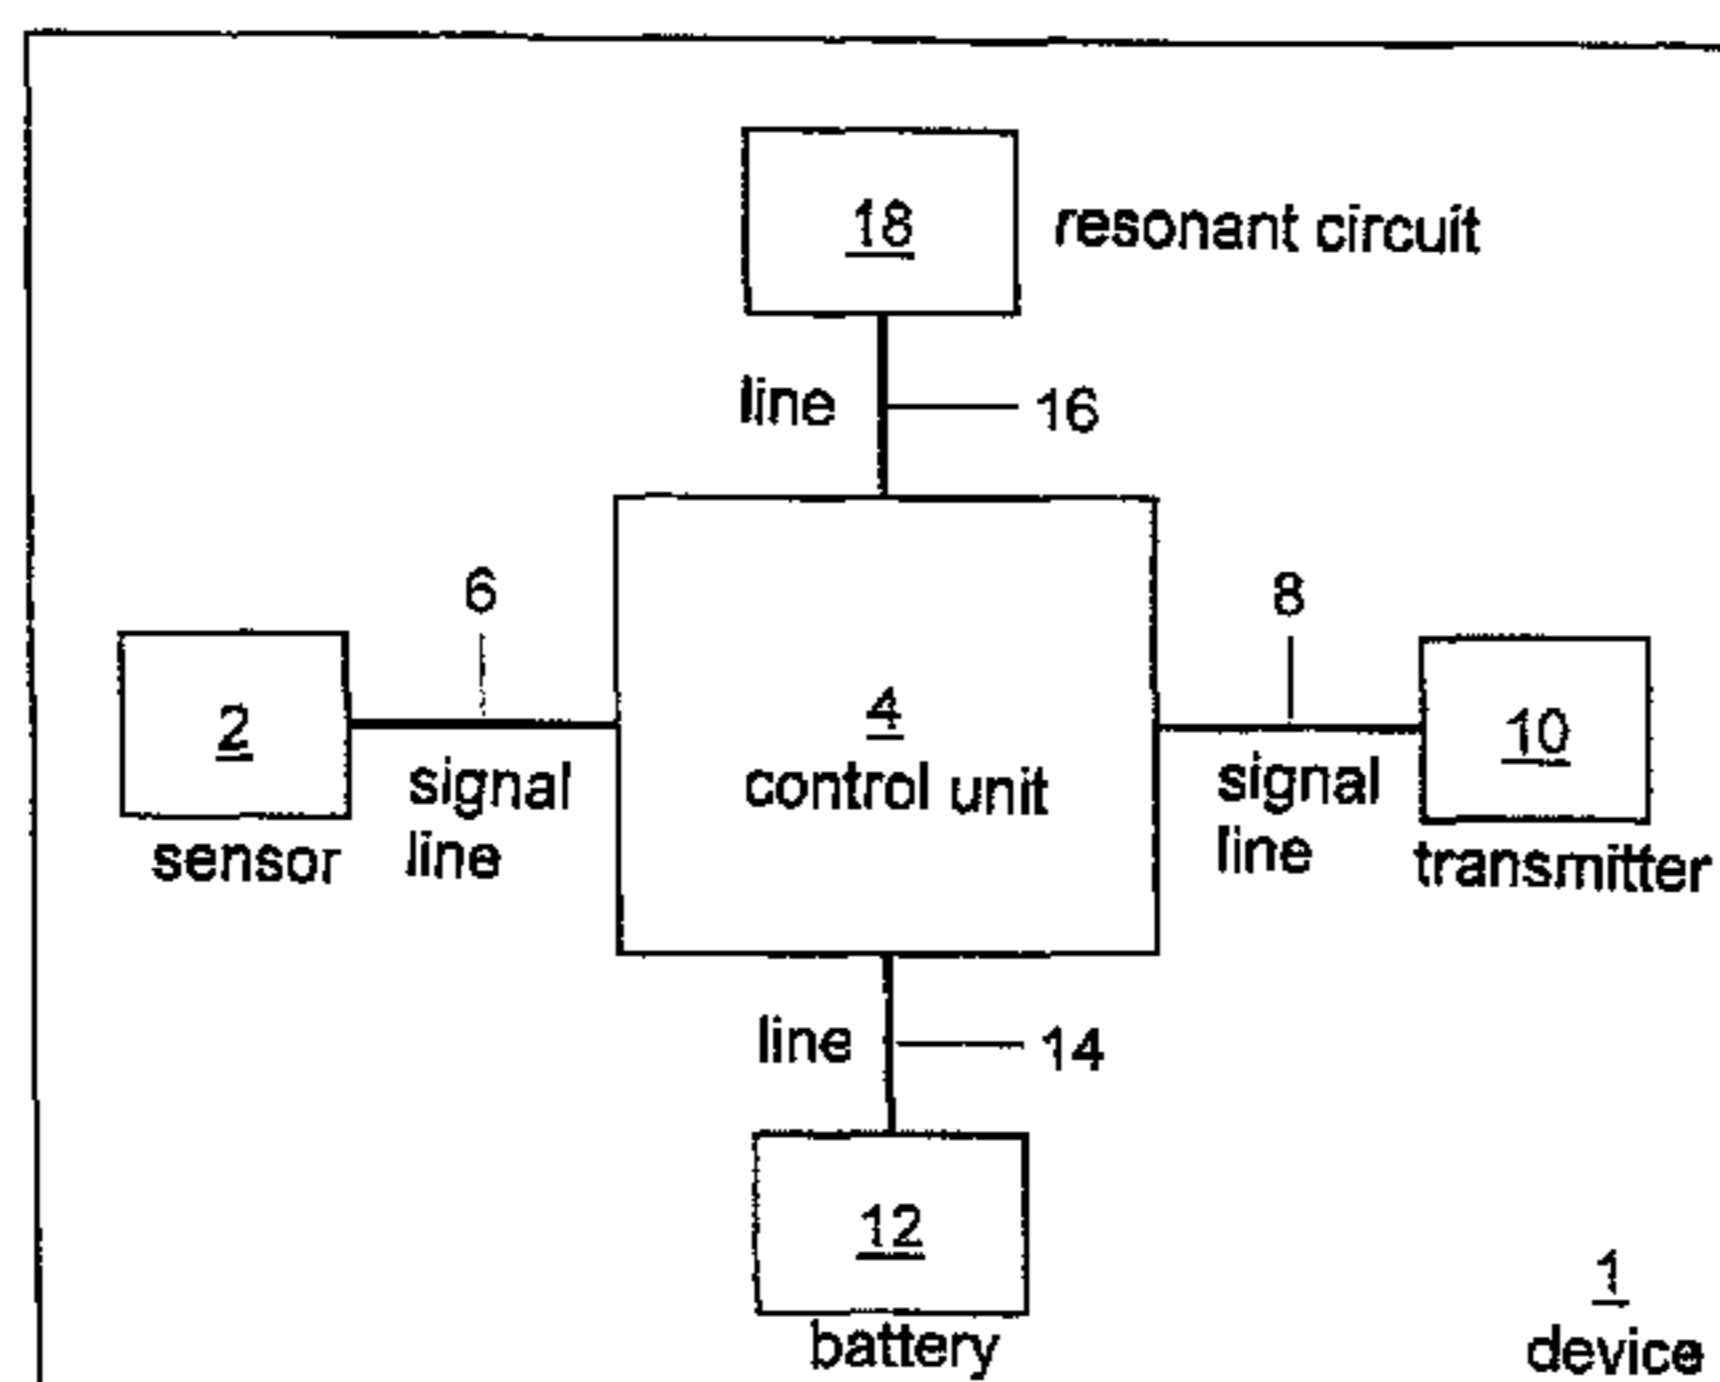 18
resonant circuit
line
16
6
8
2
4
10
signal
line
control unit
signal
line
sensor
transmitter
line
14
12
battery
1
device